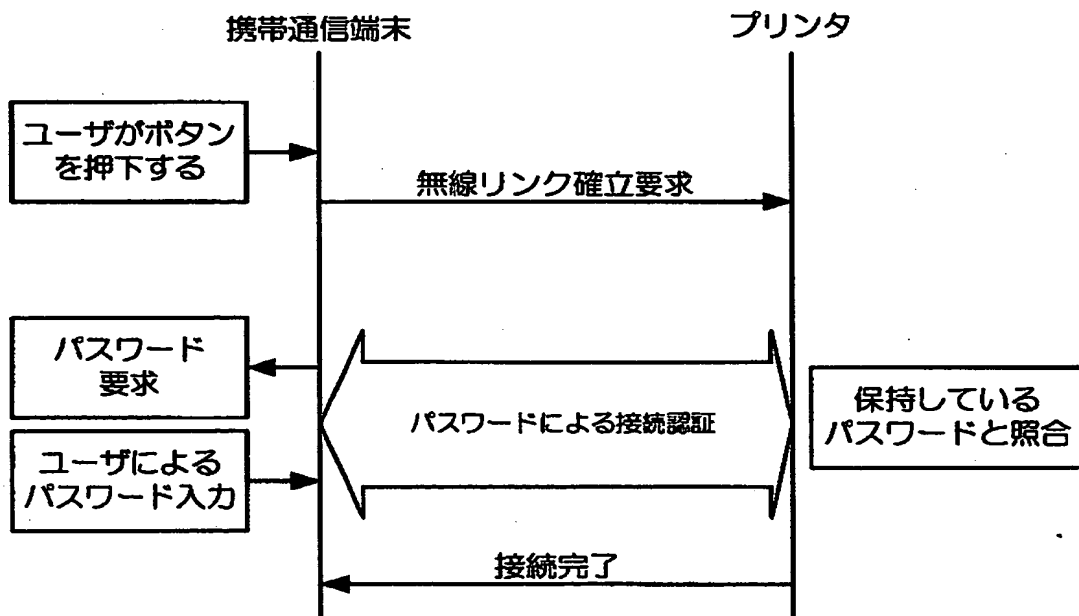 携帯通信端末
プリンタ
ユーザがボタン
を押下する
無線リンク確立要求
パスワード
要求
パスワードによる接続認証
保持している
パスワードと照合
ユーザによる
パスワード入力
接続完了